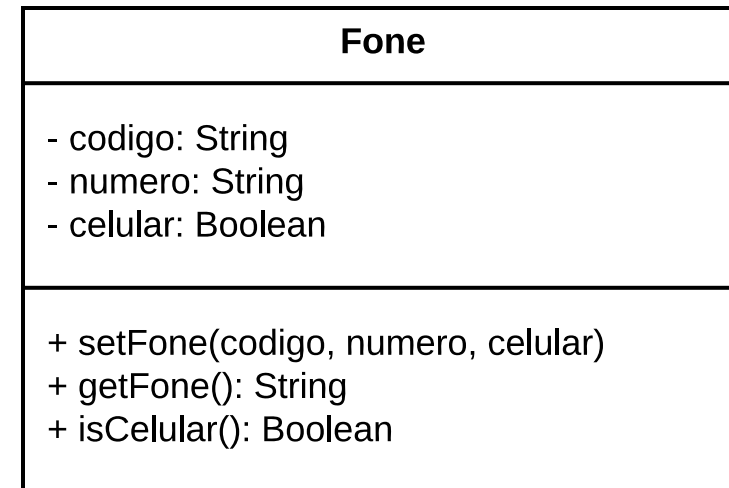 Fone
- codigo: String
- numero: String
- celular: Boolean
+ setFone(codigo, numero, celular)
+ getFone(): String
+ isCelular(): Boolean